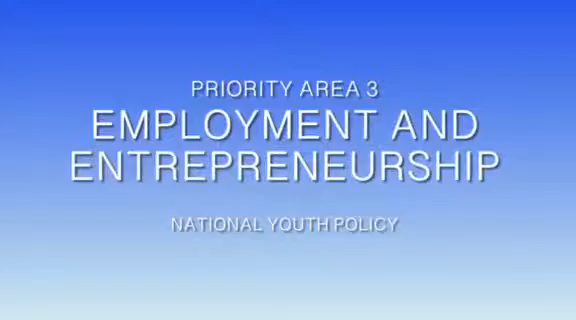 PRIORITY AREA 3
EMPLOYMENT AND
ENTREPRENEURSHIP
NATIONAL YOUTH POLICY